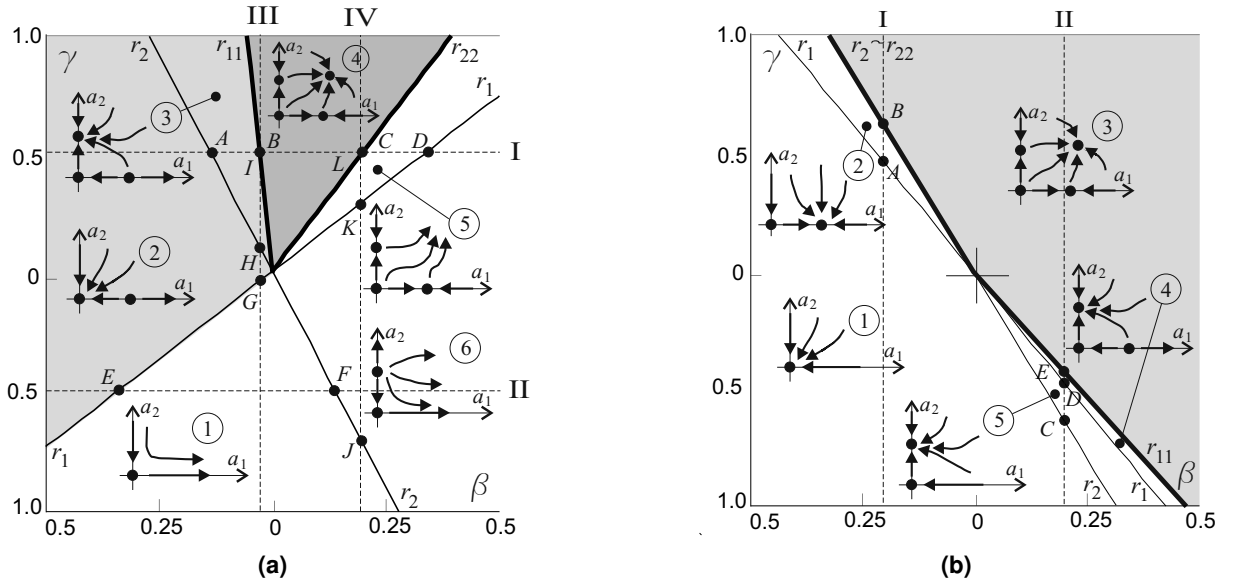 III IV
r2 r11 r22 r1
γ
a2 4 a1
a2 3 a1
A B C D
I L
I
0.5
a2 2 a1
H
G
K
5
a2 a1
0
a2 6 a1
E F
II
0.5
a2 1 a1
J
r1 r2 β
1.0
0.5 0.25 0 0.25 0.5
(a)
I II
r1 r2~r22
γ
B
A
2
a2 a1
a2 3 a1
0.5
0
a2 1 a1
a2 4 a1
E
D
C
0.5
a2 5 a1
r2 r1 r11 β
1.0 1.0
0.5 0.25 0 0.25 0.5
(b)